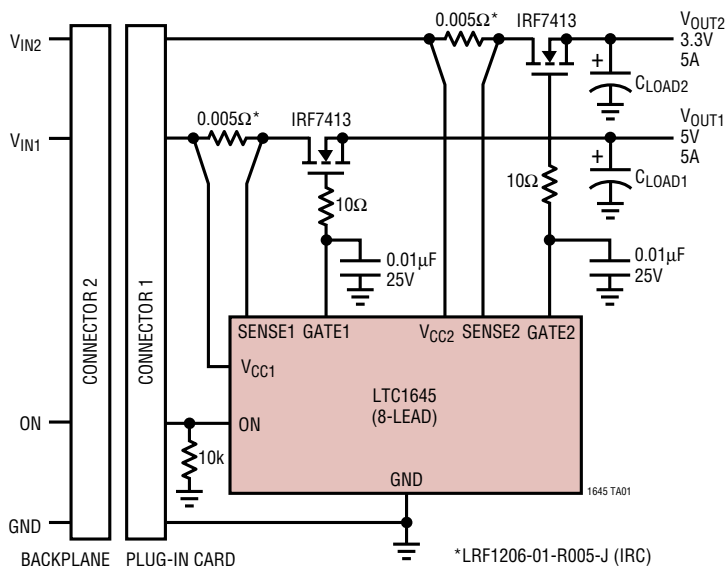 0.005Ω*
IRF7413
VIN2
VOUT2
3.3V
5A
+
CLOAD2
0.005Ω*
IRF7413
VIN1
VOUT1
5V
5A
+
CLOAD1
10Ω
10Ω
0.01µF
25V
0.01µF
25V
CONNECTOR 2
CONNECTOR 1
SENSE1 GATE1 VCC2 SENSE2 GATE2
VCC1
LTC1645
(8-LEAD)
ON
ON
10k
GND
1645 TA01
GND
BACKPLANE PLUG-IN CARD
*LRF1206-01-R005-J (IRC)